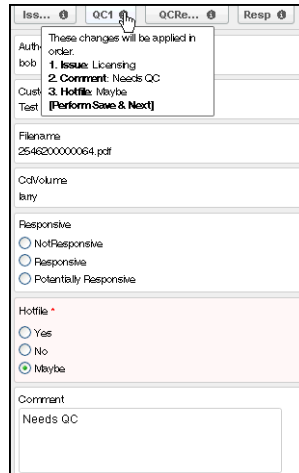 Iss... QC1 QCRe... Resp
These changes will be applied in
order.
1. Issue: Licensing
2. Comment: Needs QC
3. Hotfile: Maybe
[Perform Save & Next]
Auth
bob
Cust
Test
Filename
2546200000064.pdf
CdVolume
larry
Responsive
NotResponsive
Responsive
Potentially Responsive
Hotfile *
Yes
No
Maybe
Comment
Needs QC